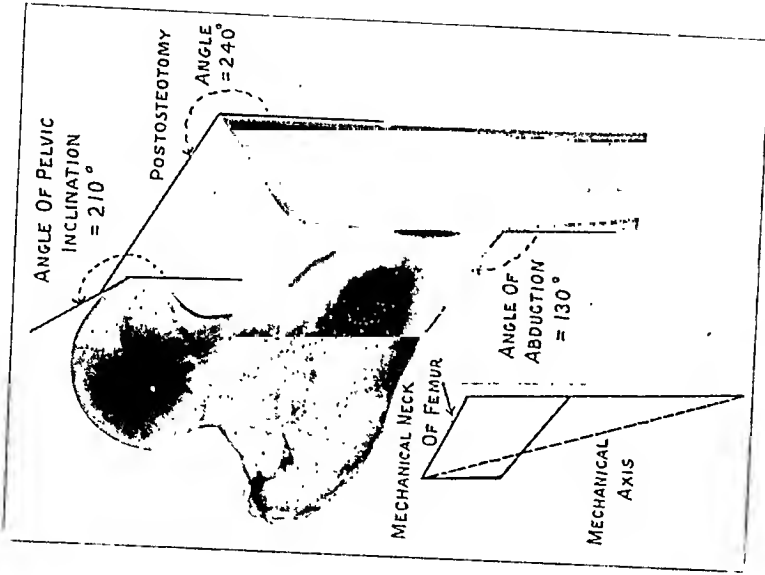 ANGLE OF PELVIC
INCLINATION
= 210°
POSTOSTEOTOMY
ANGLE
= 240°
ANGLE OF
ABDUCTION
= 130°
MECHANICAL NECK
OF FEMUR
MECHANICAL
AXIS